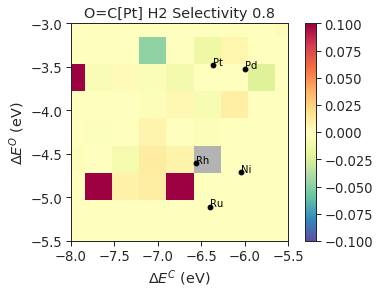 O=C[Pt] H2 Selectivity 0.8
−3.0
−3.5
−4.0
−4.5
−5.0
−5.5
ΔE^O (eV)
Pt
Pd
Rh
Ni
Ru
−8.0 −7.5 −7.0 −6.5 −6.0 −5.5
ΔE^C (eV)
0.100
0.075
0.050
0.025
0.000
−0.025
−0.050
−0.075
−0.100